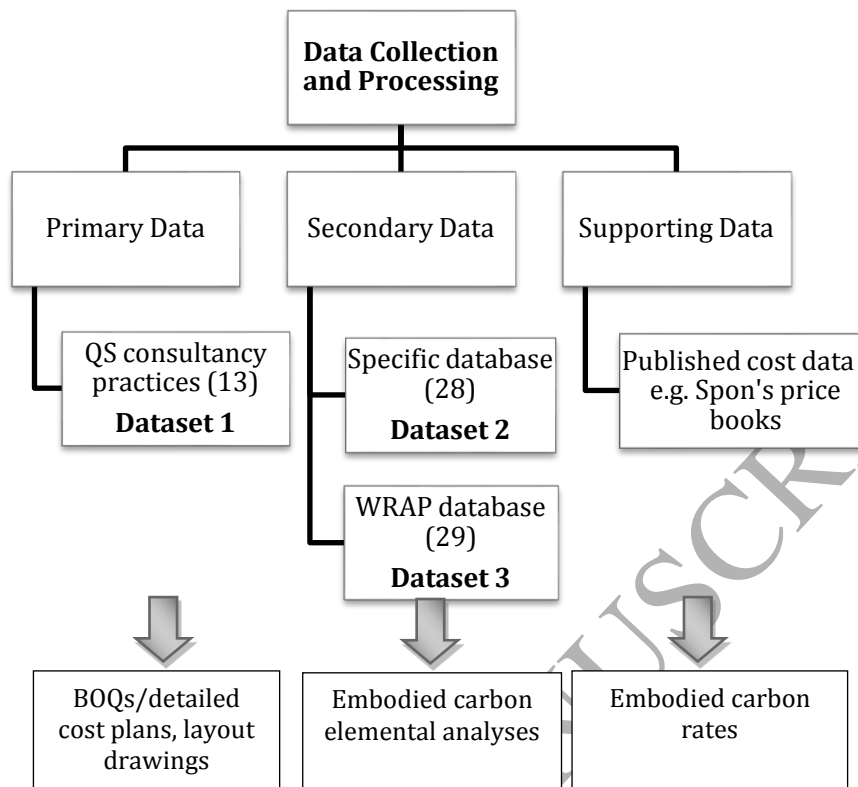 Data Collection
and Processing
Primary Data
Secondary Data
Supporting Data
QS consultancy
practices (13)
Dataset 1
Specific database
(28)
Dataset 2
Published cost data
e.g. Spon's price
books
WRAP database
(29)
Dataset 3
BOQs/detailed
cost plans, layout
drawings
Embodied carbon
elemental analyses
Embodied carbon
rates